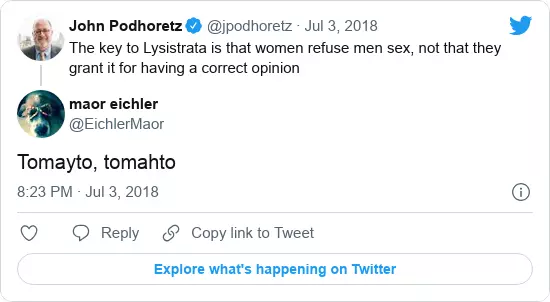 John Podhoretz @jpodhoretz · Jul 3, 2018
The key to Lysistrata is that women refuse men sex, not that they
grant it for having a correct opinion
maor eichler
@EichlerMaor
Tomayto, tomahto
8:23 PM · Jul 3, 2018
Reply Copy link to Tweet
Explore what's happening on Twitter